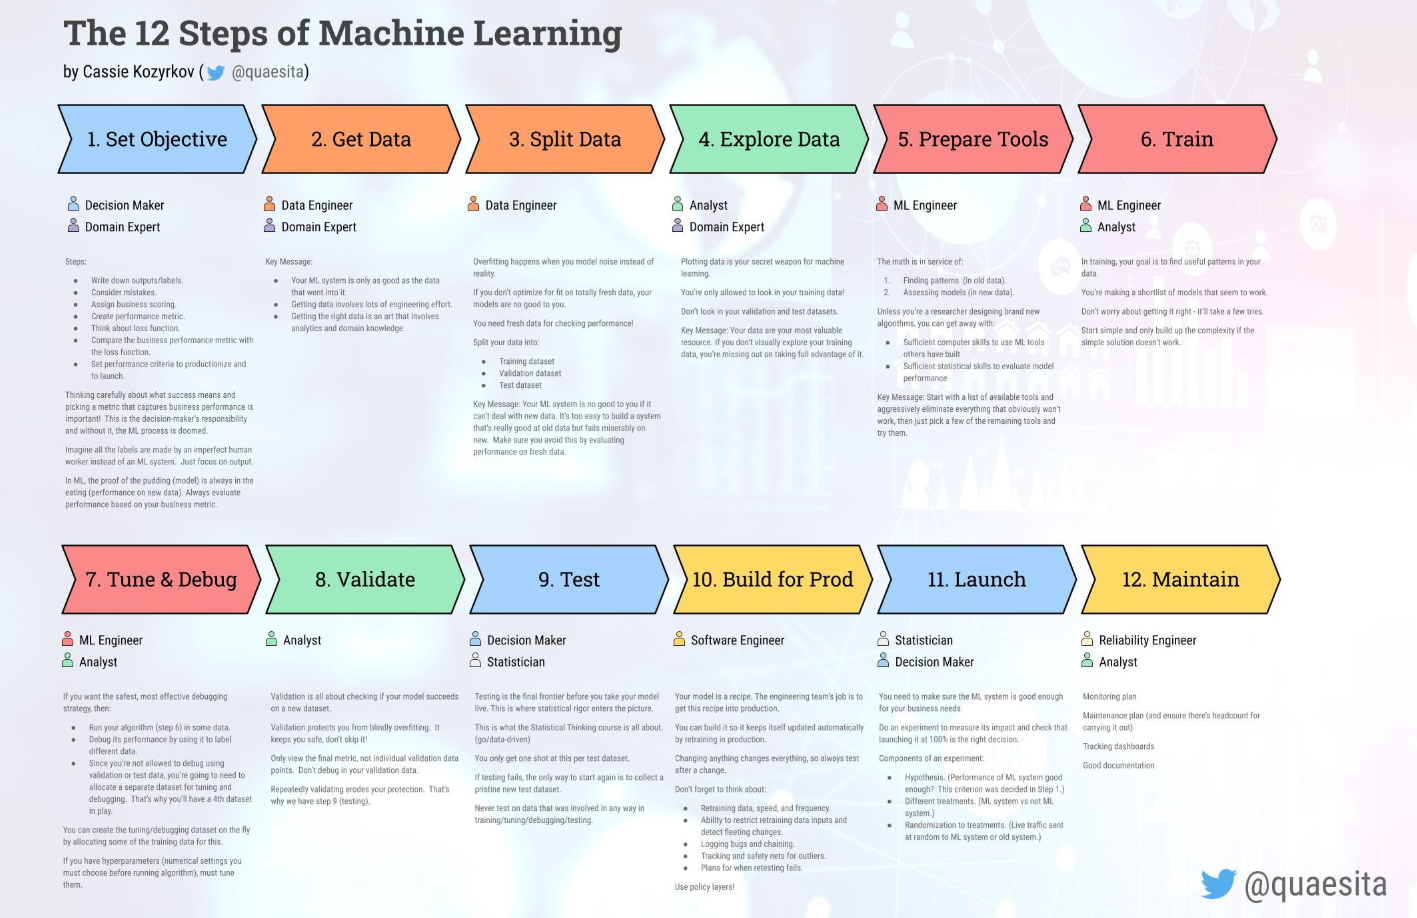 The 12 Steps of Machine Learning
by Cassie Kozyrkov ( @quaesita)
1. Set Objective
2. Get Data
3. Split Data
4. Explore Data
5. Prepare Tools
6. Train
Decision Maker
Domain Expert
Steps:
● Write down outputs/labels.
● Consider mistakes.
● Assign business scoring.
● Create performance metric.
● Think about loss function.
● Compare the business performance metric with
the loss function.
● Set performance criteria to productionize and
to launch.
Thinking carefully about what success means and
picking a metric that captures business performance is
important! This is the decision-maker's responsibility
and without it, the ML process is doomed.
Imagine all the labels are made by an imperfect human
worker instead of an ML system. Just focus on output.
In ML, the proof of the pudding (model) is always in the
eating (performance on new data). Always evaluate
performance based on your business metric.
Data Engineer
Domain Expert
Key Message:
● Your ML system is only as good as the data
that went into it.
● Getting data involves lots of engineering effort.
● Getting the right data is an art that involves
analytics and domain knowledge.
Data Engineer
Overfitting happens when you model noise instead of
reality.
If you don't optimize for fit on totally fresh data, your
models are no good to you.
You need fresh data for checking performance!
Split your data into:
● Training dataset
● Validation dataset
● Test dataset
Key Message: Your ML system is no good to you if it
can't deal with new data. It's too easy to build a system
that's really good at old data but fails miserably on
new. Make sure you avoid this by evaluating
performance on fresh data.
Analyst
Domain Expert
Plotting data is your secret weapon for machine
learning.
You're only allowed to look in your training data!
Don't look in your validation and test datasets.
Key Message: Your data are your most valuable
resource. If you don't visually explore your training
data, you're missing out on taking full advantage of it.
ML Engineer
The math is in service of:
1. Finding patterns (in old data).
2. Assessing models (in new data).
Unless you're a researcher designing brand new
algorithms, you can get away with:
● Sufficient computer skills to use ML tools
others have built
● Sufficient statistical skills to evaluate model
performance
Key Message: Start with a list of available tools and
aggressively eliminate everything that obviously won't
work, then just pick a few of the remaining tools and
try them.
ML Engineer
Analyst
In training, your goal is to find useful patterns in your
data.
You're making a shortlist of models that seem to work.
Don't worry about getting it right - it'll take a few tries.
Start simple and only build up the complexity if the
simple solution doesn't work.
7. Tune & Debug
8. Validate
9. Test
10. Build for Prod
11. Launch
12. Maintain
ML Engineer
Analyst
If you want the safest, most effective debugging
strategy, then:
● Run your algorithm (step 6) in some data.
● Debug its performance by using it to label
different data.
● Since you're not allowed to debug using
validation or test data, you're going to need to
allocate a separate dataset for tuning and
debugging. That's why you'll have a 4th dataset
in play.
You can create the tuning/debugging dataset on the fly
by allocating some of the training data for this.
If you have hyperparameters (numerical settings you
must choose before running algorithm), must tune
them.
Analyst
Validation is all about checking if your model succeeds
on a new dataset.
Validation protects you from blindly overfitting. It
keeps you safe, don't skip it!
Only view the final metric, not individual validation data
points. Don't debug in your validation data.
Repeatedly validating erodes your protection. That's
why we have step 9 (testing).
Decision Maker
Statistician
Testing is the final frontier before you take your model
live. This is where statistical rigor enters the picture.
This is what the Statistical Thinking course is all about.
(go/data-driven)
You only get one shot at this per test dataset.
If testing fails, the only way to start again is to collect a
pristine new test dataset.
Never test on data that was involved in any way in
training/tuning/debugging/testing.
Software Engineer
Your model is a recipe. The engineering team's job is to
get this recipe into production.
You can build it so it keeps itself updated automatically
by retraining in production.
Changing anything changes everything, so always test
after a change.
Don't forget to think about:
● Retraining data, speed, and frequency.
● Ability to restrict retraining data inputs and
detect fleeting changes.
● Logging bugs and chaining.
● Tracking and safety nets for outliers.
● Plans for when retesting fails.
Use policy layers!
Statistician
Decision Maker
You need to make sure the ML system is good enough
for your business needs.
Do an experiment to measure its impact and check that
launching it at 100% is the right decision.
Components of an experiment:
● Hypothesis. (Performance of ML system good
enough? This criterion was decided in Step 1.)
● Different treatments. (ML system vs not ML
system.)
● Randomization to treatments. (Live traffic sent
at random to ML system or old system.)
Reliability Engineer
Analyst
Monitoring plan
Maintenance plan (and ensure there's headcount for
carrying it out)
Tracking dashboards
Good documentation
@quaesita